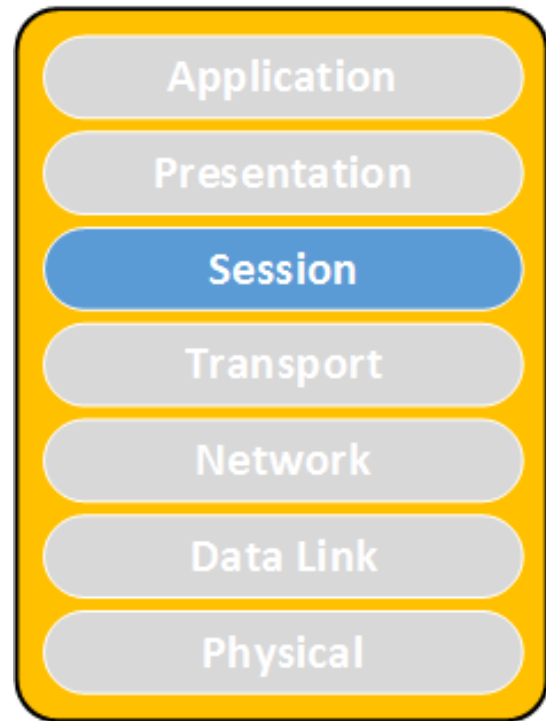 Application
Presentation
Session
Transport
Network
Data Link
Physical